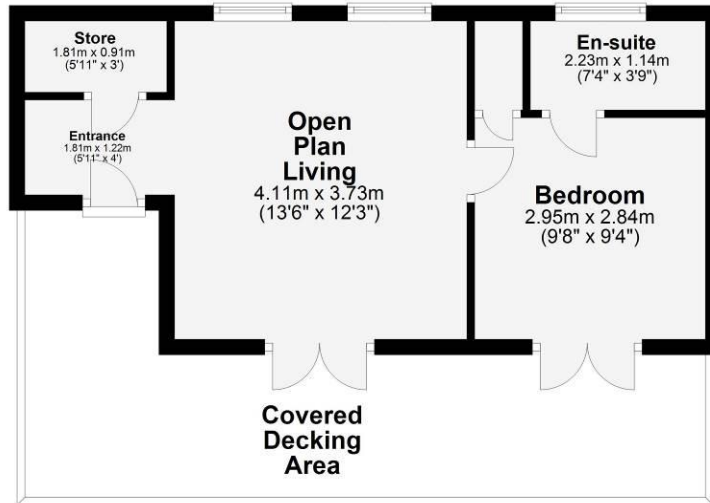 Store
1.81m x 0.91m
(5'11" x 3')
En-suite
2.23m x 1.14m
(7'4" x 3'9")
Entrance
1.81m x 1.22m
(5'11" x 4')
Open
Plan
Living
4.11m x 3.73m
(13'6" x 12'3")
Bedroom
2.95m x 2.84m
(9'8" x 9'4")
Covered
Decking
Area